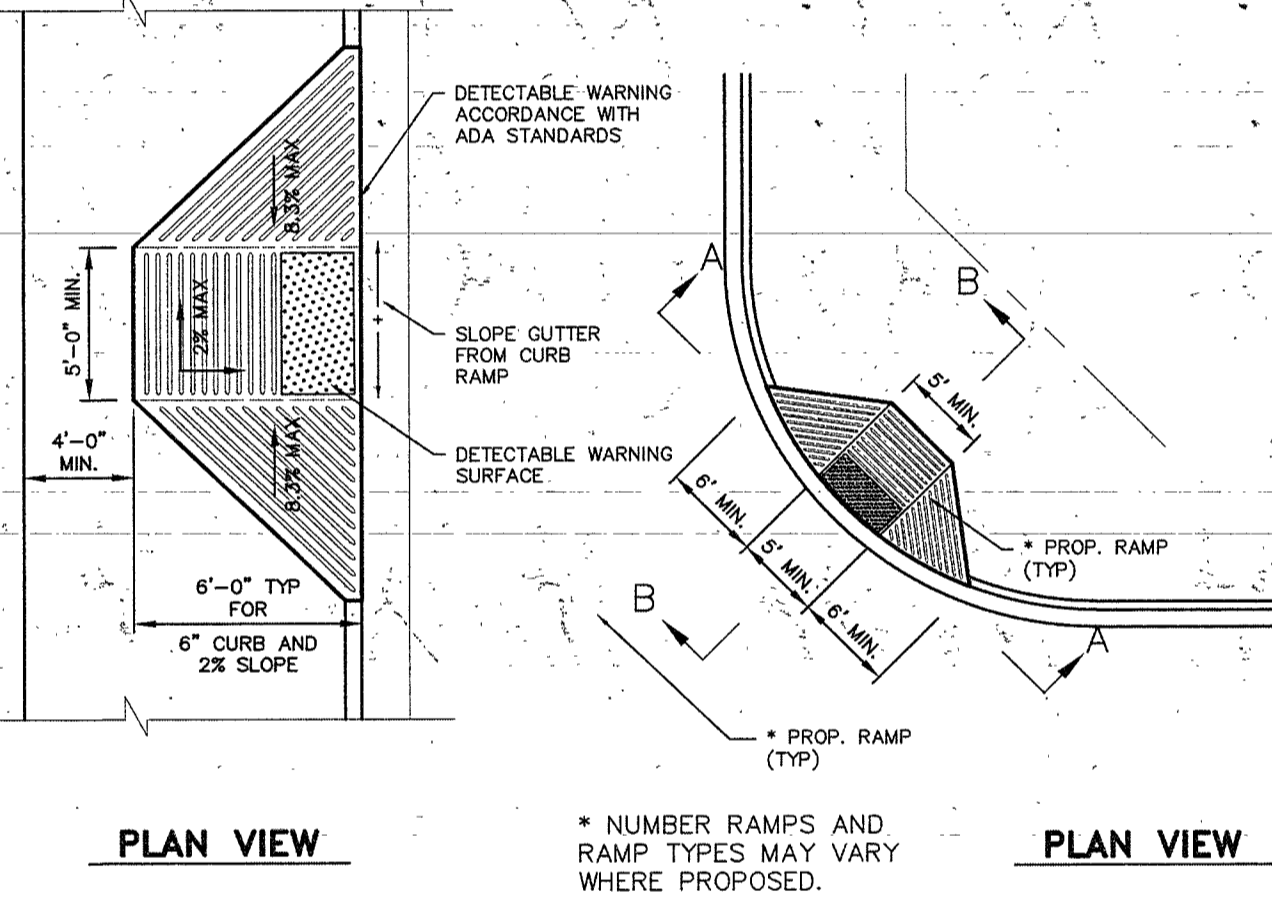 DETECTABLE WARNING
ACCORDANCE WITH
ADA STANDARDS
8.3% MAX
5'-0" MIN.
2% MAX
SLOPE GUTTER
FROM CURB
RAMP
4'-0"
MIN.
8.3% MAX
DETECTABLE WARNING
SURFACE
6'-0" TYP
FOR
6" CURB AND
2% SLOPE
PLAN VIEW
A
B
5' MIN.
6' MIN.
5' MIN.
6' MIN.
* PROP. RAMP
(TYP)
B
A
* PROP. RAMP
(TYP)
* NUMBER RAMPS AND
RAMP TYPES MAY VARY
WHERE PROPOSED.
PLAN VIEW